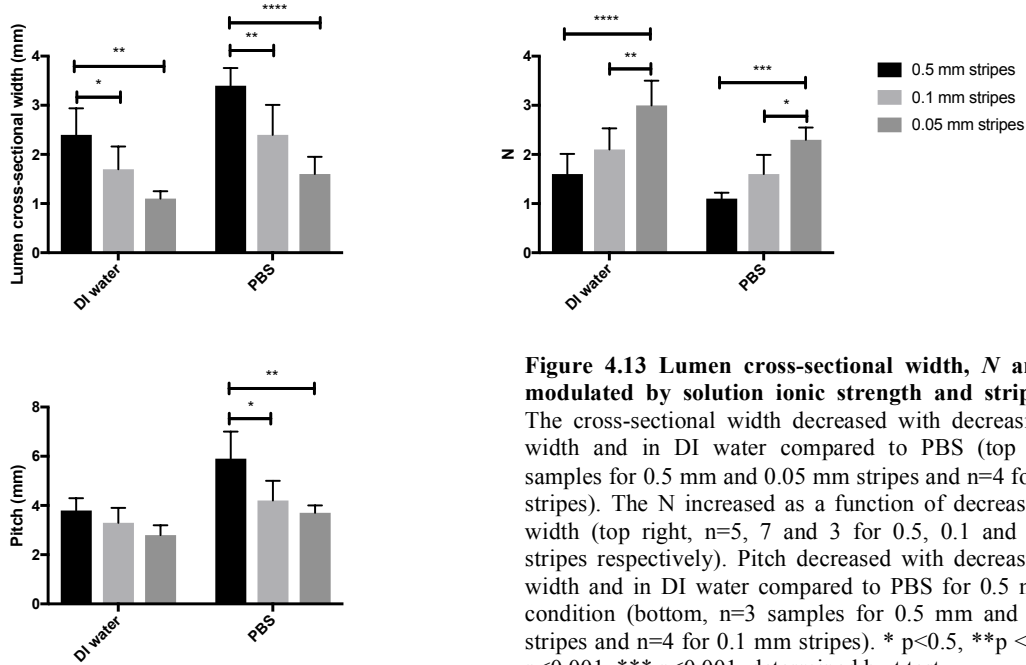 ****
**
**
*
Lumen cross-sectional width (mm)
4
3
2
1
0
DI water
PBS
****
**
***
*
N
4
3
2
1
0
DI water
PBS
0.5 mm stripes
0.1 mm stripes
0.05 mm stripes
**
*
Pitch (mm)
8
6
4
2
0
DI water
PBS
Figure 4.13 Lumen cross-sectional width, N
modulated by solution ionic strength and
The cross-sectional width decreased with
width and in DI water compared to PBS (top
samples for 0.5 mm and 0.05 mm stripes and n=4
stripes). The N increased as a function of
width (top right, n=5, 7 and 3 for 0.5, 0.1 and
stripes respectively). Pitch decreased with
width and in DI water compared to PBS for 0.5
condition (bottom, n=3 samples for 0.5 mm and
stripes and n=4 for 0.1 mm stripes). * p<0.5, **p <